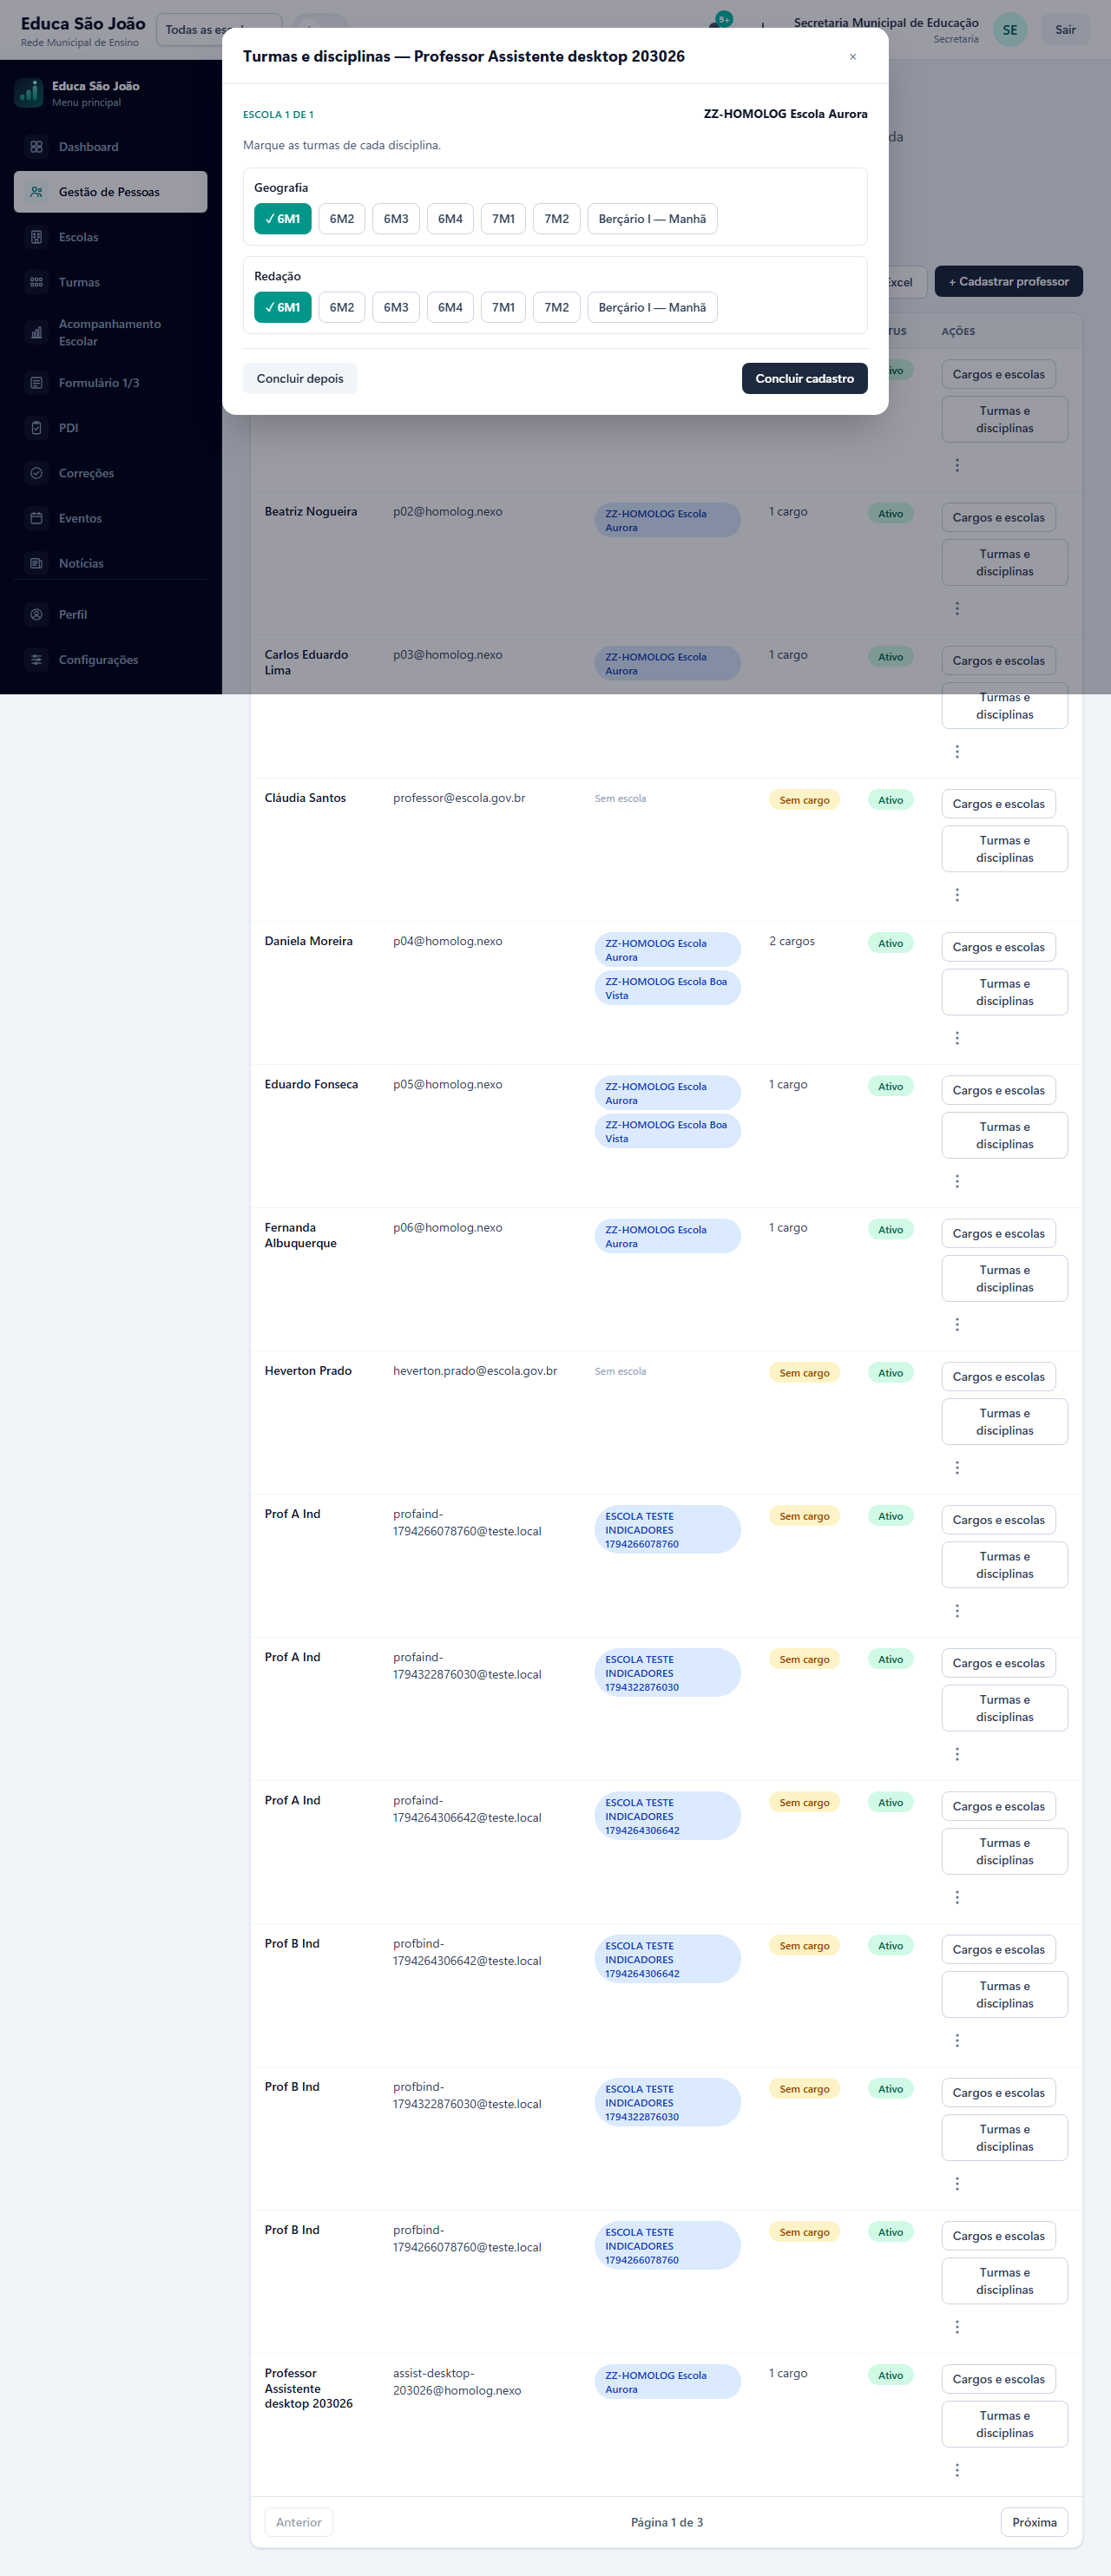 Educa São João
Rede Municipal de Ensino
Todas as
9+
Secretaria Municipal de Educação
Secretaria
SE
Sair
Educa São João
Menu principal
Dashboard
Gestão de Pessoas
Escolas
Turmas
Acompanhamento
Escolar
Formulário 1/3
PDI
Correções
Eventos
Notícias
Perfil
Configurações
Turmas e disciplinas — Professor Assistente desktop 203026
×
ESCOLA 1 DE 1
ZZ-HOMOLOG Escola Aurora
Marque as turmas de cada disciplina.
Geografia
✓ 6M1
6M2
6M3
6M4
7M1
7M2
Berçário I — Manhã
Redação
✓ 6M1
6M2
6M3
6M4
7M1
7M2
Berçário I — Manhã
Concluir depois
Concluir cadastro
+ Cadastrar professor
AÇÕES
Cargos e escolas
Turmas e
disciplinas
Beatriz Nogueira
p02@homolog.nexo
ZZ-HOMOLOG Escola
Aurora
1 cargo
Ativo
Cargos e escolas
Turmas e
disciplinas
Carlos Eduardo
Lima
p03@homolog.nexo
ZZ-HOMOLOG Escola
Aurora
1 cargo
Ativo
Cargos e escolas
Turmas e
disciplinas
Cláudia Santos
professor@escola.gov.br
Sem escola
Sem cargo
Ativo
Cargos e escolas
Turmas e
disciplinas
Daniela Moreira
p04@homolog.nexo
ZZ-HOMOLOG Escola
Aurora
ZZ-HOMOLOG Escola Boa
Vista
2 cargos
Ativo
Cargos e escolas
Turmas e
disciplinas
Eduardo Fonseca
p05@homolog.nexo
ZZ-HOMOLOG Escola
Aurora
ZZ-HOMOLOG Escola Boa
Vista
1 cargo
Ativo
Cargos e escolas
Turmas e
disciplinas
Fernanda
Albuquerque
p06@homolog.nexo
ZZ-HOMOLOG Escola
Aurora
1 cargo
Ativo
Cargos e escolas
Turmas e
disciplinas
Heverton Prado
heverton.prado@escola.gov.br
Sem escola
Sem cargo
Ativo
Cargos e escolas
Turmas e
disciplinas
Prof A Ind
profaind-
1794266078760@teste.local
ESCOLA TESTE
INDICADORES
1794266078760
Sem cargo
Ativo
Cargos e escolas
Turmas e
disciplinas
Prof A Ind
profaind-
1794322876030@teste.local
ESCOLA TESTE
INDICADORES
1794322876030
Sem cargo
Ativo
Cargos e escolas
Turmas e
disciplinas
Prof A Ind
profaind-
1794264306642@teste.local
ESCOLA TESTE
INDICADORES
1794264306642
Sem cargo
Ativo
Cargos e escolas
Turmas e
disciplinas
Prof B Ind
profbind-
1794264306642@teste.local
ESCOLA TESTE
INDICADORES
1794264306642
Sem cargo
Ativo
Cargos e escolas
Turmas e
disciplinas
Prof B Ind
profbind-
1794322876030@teste.local
ESCOLA TESTE
INDICADORES
1794322876030
Sem cargo
Ativo
Cargos e escolas
Turmas e
disciplinas
Prof B Ind
profbind-
1794266078760@teste.local
ESCOLA TESTE
INDICADORES
1794266078760
Sem cargo
Ativo
Cargos e escolas
Turmas e
disciplinas
Professor
Assistente
desktop 203026
assist-desktop-
203026@homolog.nexo
ZZ-HOMOLOG Escola
Aurora
1 cargo
Ativo
Cargos e escolas
Turmas e
disciplinas
Anterior
Página 1 de 3
Próxima